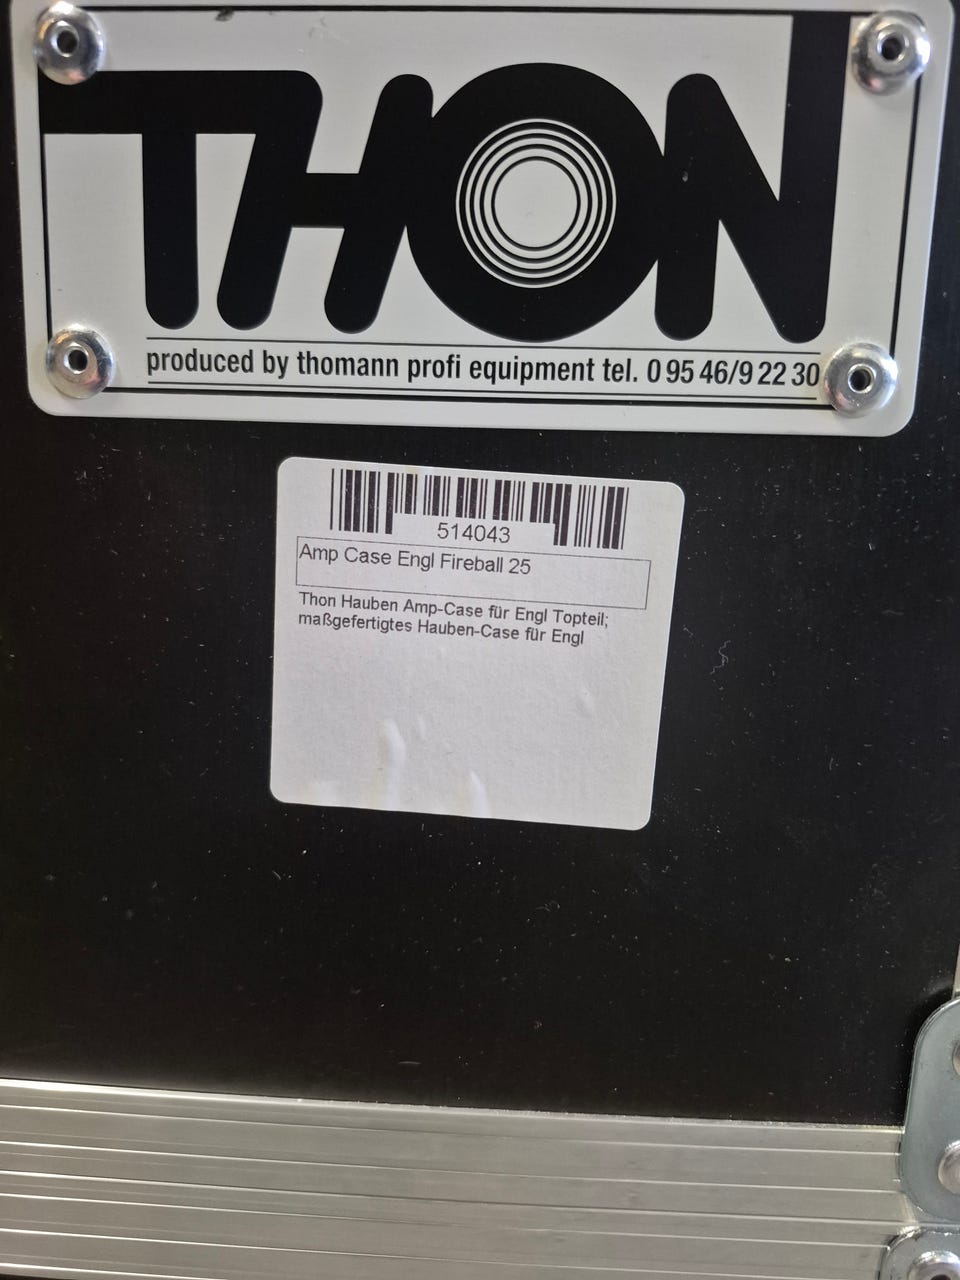 THON
produced by thomann profi equipment tel. 0 95 46/9 22 30
514043
Amp Case Engl Fireball 25
Thon Hauben Amp-Case für Engl Topteil;
maßgefertigtes Hauben-Case für Engl